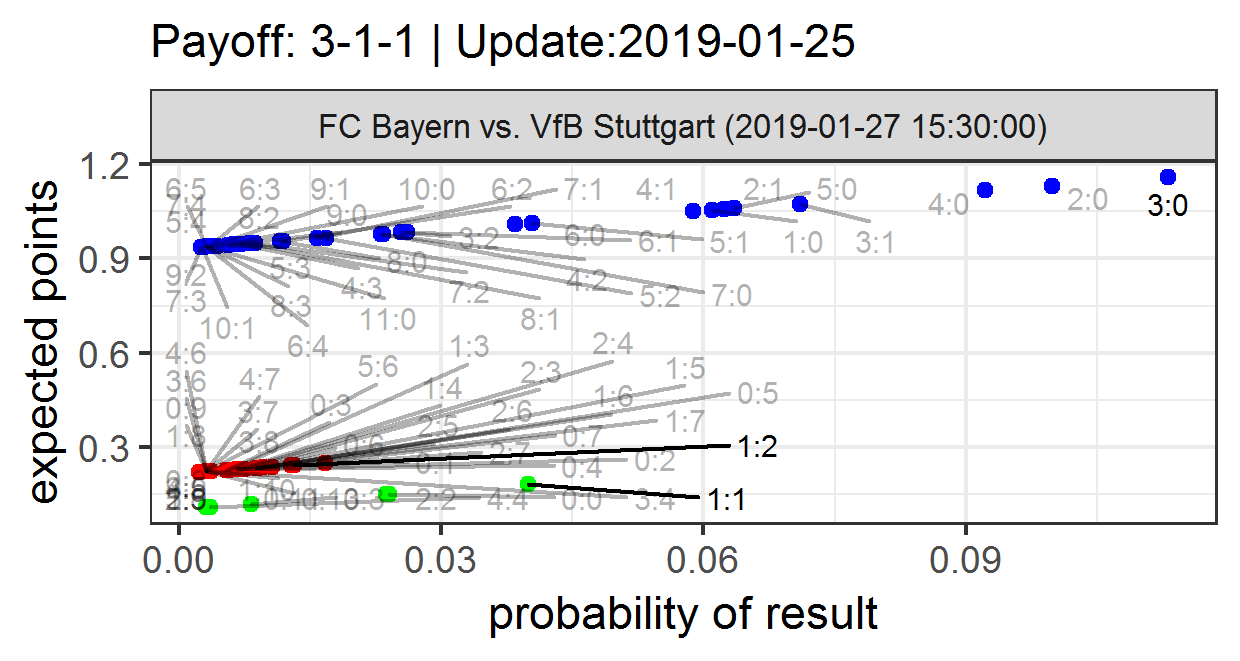 Payoff: 3-1-1 | Update:2019-01-25
FC Bayern vs. VfB Stuttgart (2019-01-27 15:30:00)
expected points
1.2
0.9
0.6
0.3
6:5 6:3 9:1 10:0 6:2 7:1 4:1 2:1 5:0
7:4 8:2 9:0 4:0 2:0 3:0
5:4 3:2 6:0 6:1 5:1 1:0 3:1
9:2 5:3 8:0 4:2
7:3 8:3 4:3 7:2 5:2 7:0
10:1 11:0 8:1
6:4
4:6 5:6 1:3 2:4
3:6 4:7 1:4 2:3 1:5
0:9 3:7 0:3 2:6 1:6 0:5
1:8 3:8 0:6 2:5 0:7 1:7
2:7 1:2
0:1 0:4 0:2
3:3 2:2 4:4 0:0 3:4 1:1
0.00 0.03 0.06 0.09
probability of result